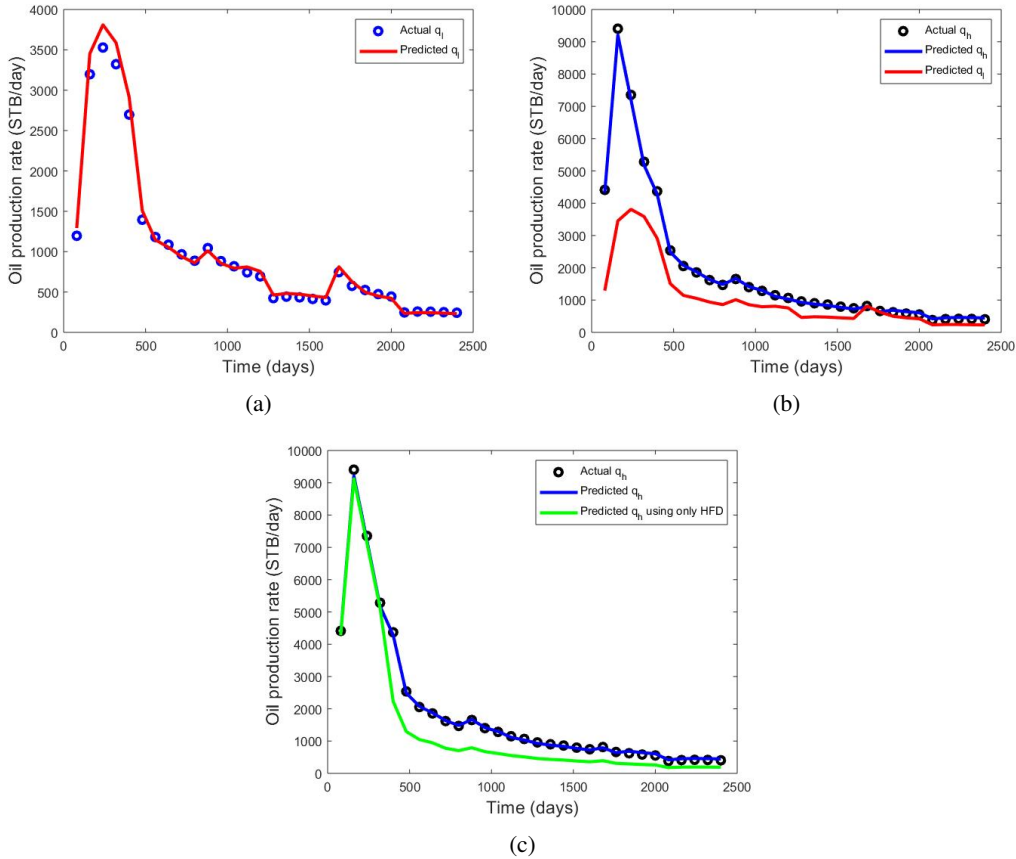 4000
3500
3000
2500
2000
1500
1000
500
0
0
500
1000
1500
2000
2500
Time (days)
Oil production rate (STB/day)
Actual q_l
Predicted q_l
(a)
10000
9000
8000
7000
6000
5000
4000
3000
2000
1000
0
0
500
1000
1500
2000
2500
Time (days)
Oil production rate (STB/day)
Actual q_h
Predicted q_h
Predicted q_l
(b)
10000
9000
8000
7000
6000
5000
4000
3000
2000
1000
0
0
500
1000
1500
2000
2500
Time (days)
Oil production rate (STB/day)
Actual q_h
Predicted q_h
Predicted q_h using only HFD
(c)